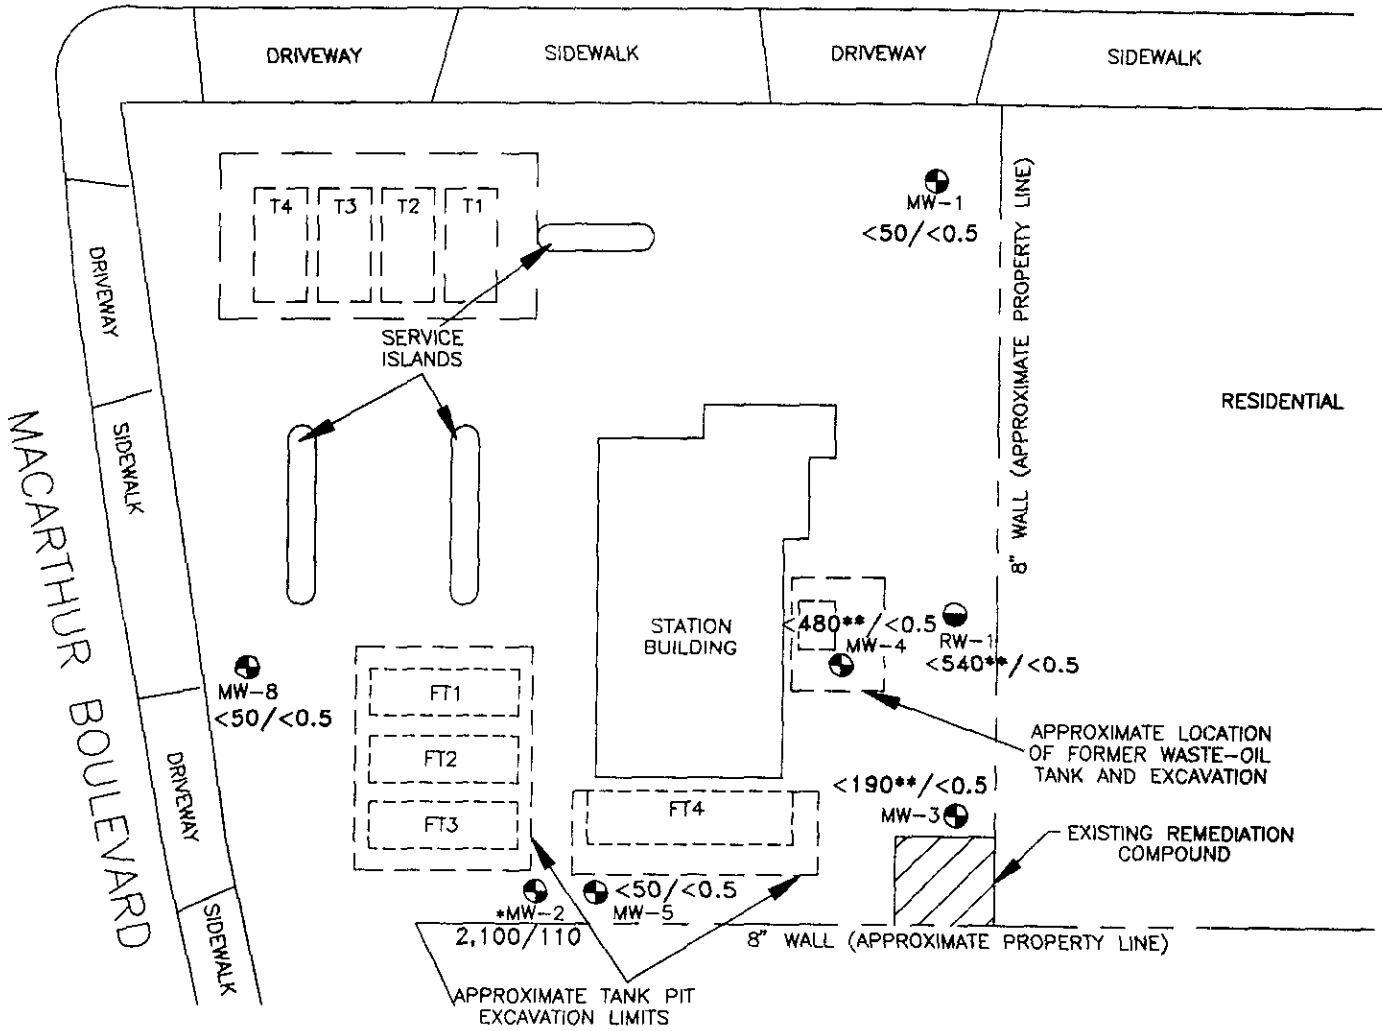 DRIVEWAY
SIDEWALK
DRIVEWAY
SIDEWALK
T4
T3
T2
T1
MW-1
<50/<0.5
8" WALL (APPROXIMATE PROPERTY LINE)
DRIVEWAY
SERVICE
ISLANDS
RESIDENTIAL
SIDEWALK
MACARTHUR BOULEVARD
STATION
BUILDING
<480**/<0.5
MW-4
RW-1
<540**/<0.5
MW-8
<50/<0.5
FT1
FT2
FT3
FT4
APPROXIMATE LOCATION
OF FORMER WASTE-OIL
TANK AND EXCAVATION
<190**/<0.5
MW-3
EXISTING REMEDIATION
COMPOUND
DRIVEWAY
SIDEWALK
*MW-2
2,100/110
<50/<0.5
MW-5
8" WALL (APPROXIMATE PROPERTY LINE)
APPROXIMATE TANK PIT
EXCAVATION LIMITS